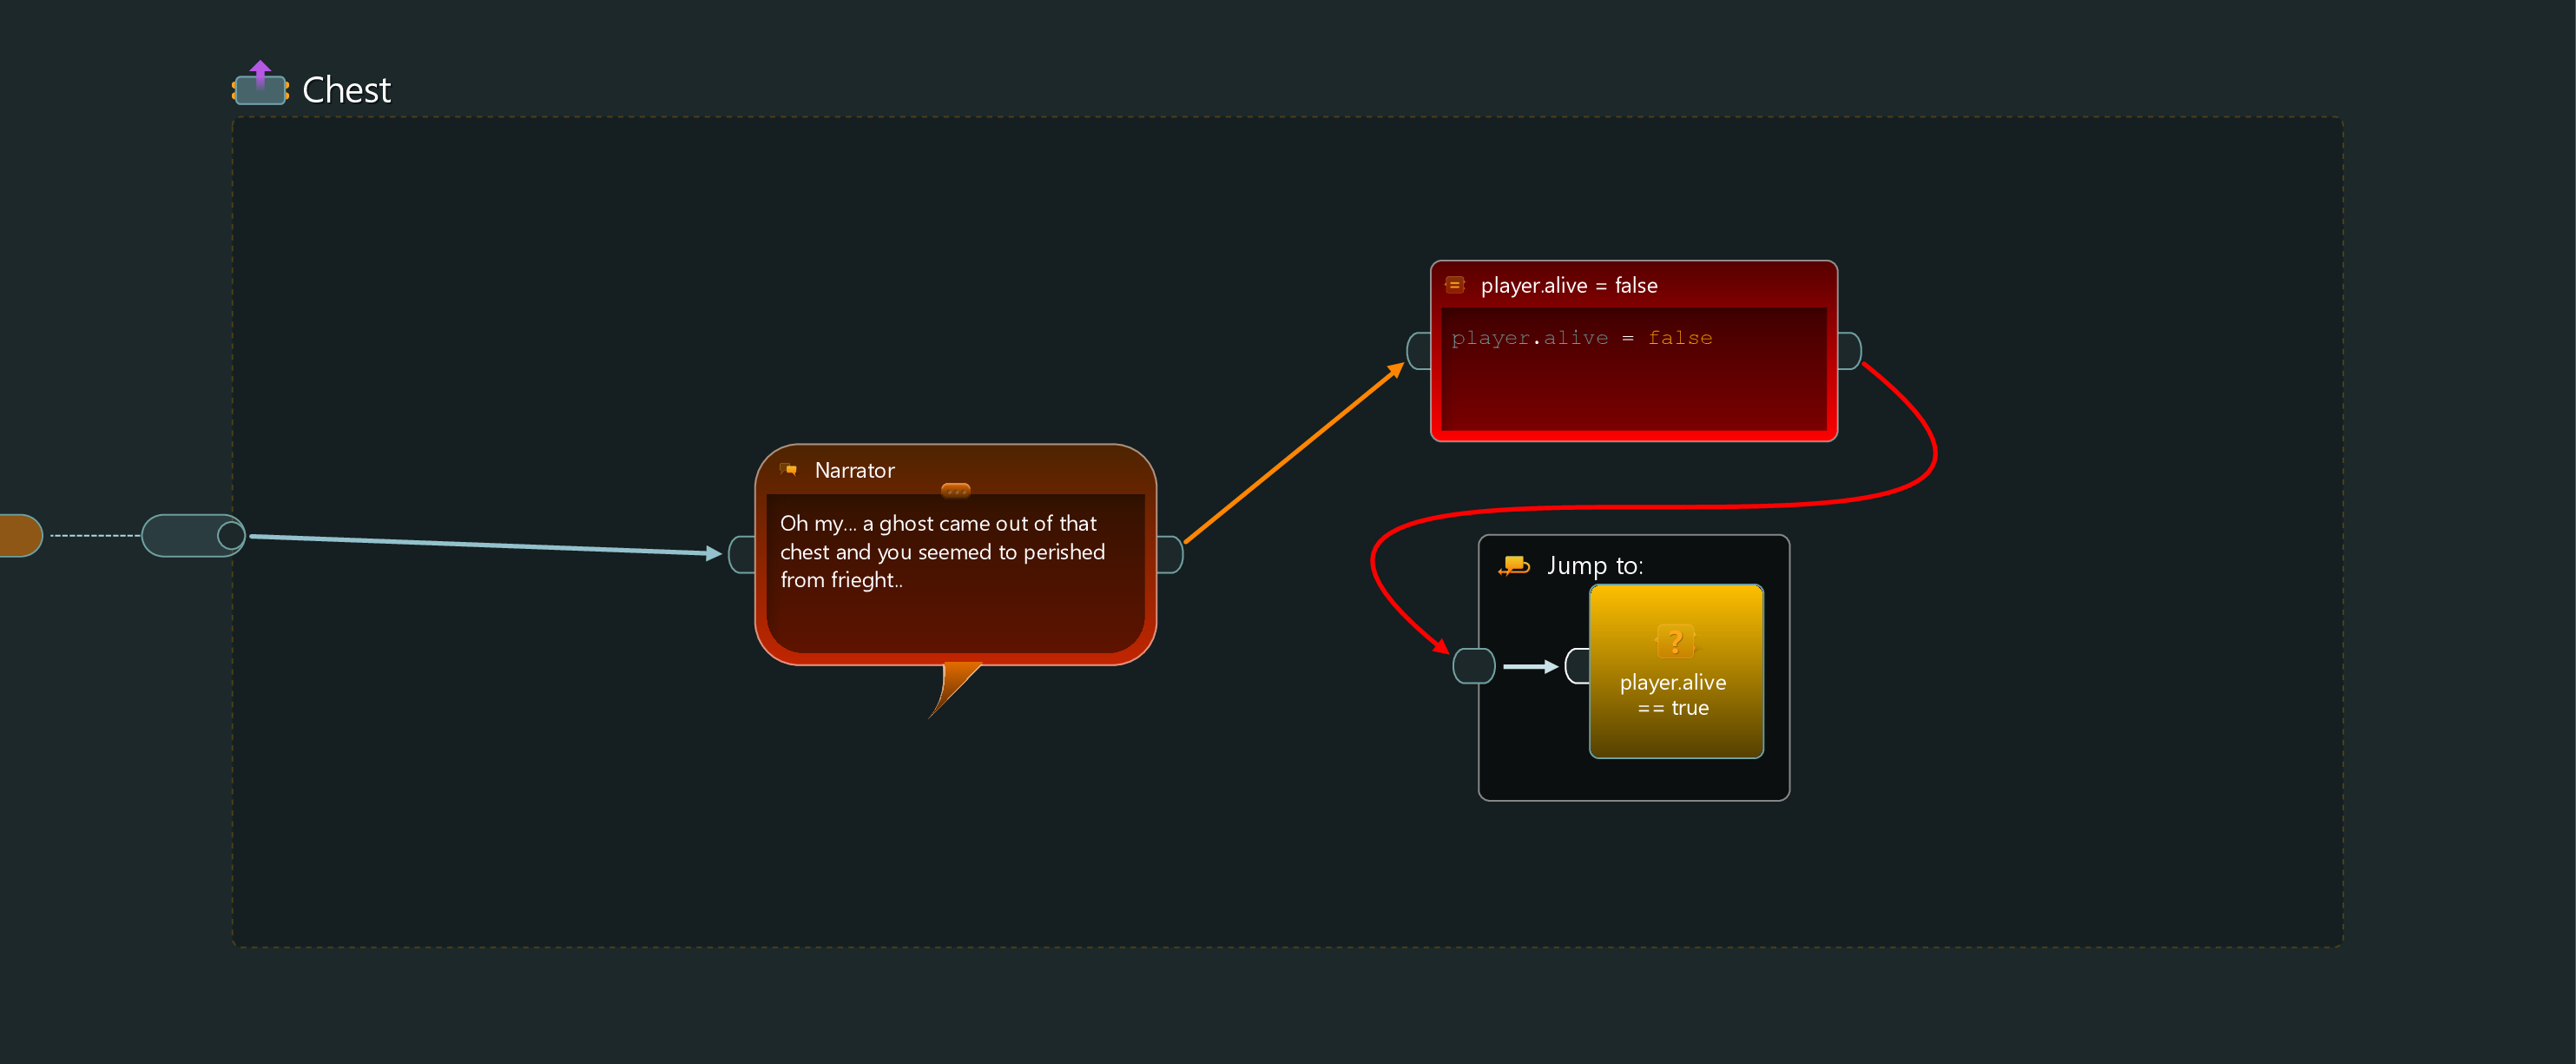 Chest
player.alive = false
player.alive = false
Narrator
...
Oh my... a ghost came out of that
chest and you seemed to perished
from frieght..
Jump to:
?
player.alive
== true